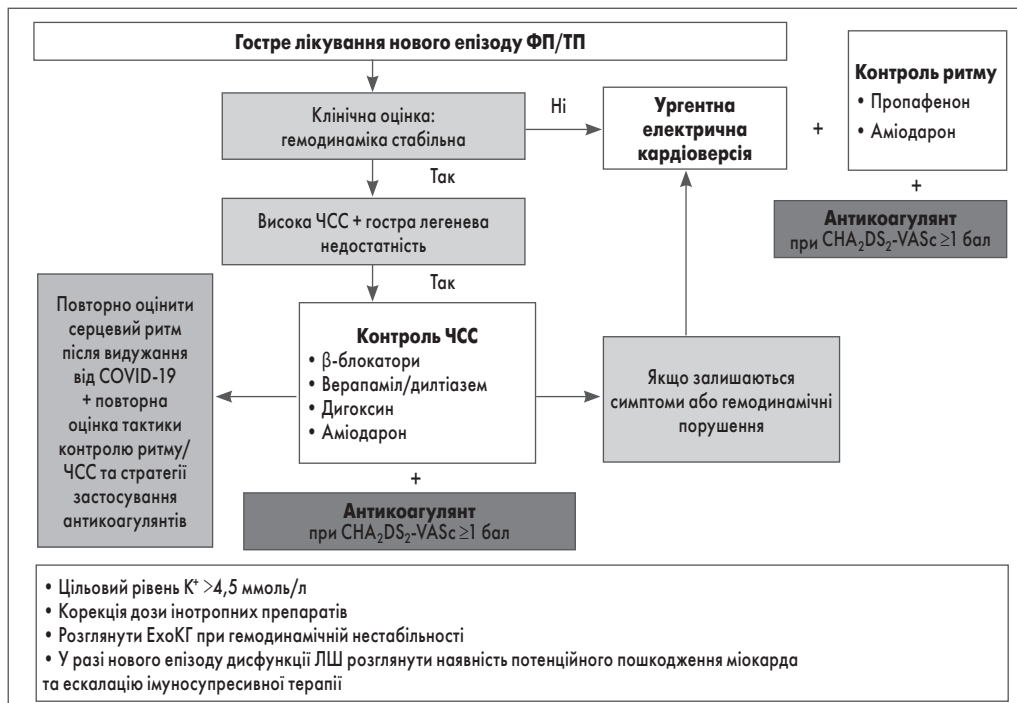 Гостре лікування нового епізоду ФП/ТП
Клінічна оцінка:
гемодинаміка стабільна
Ні
Ургентна
електрична
кардіоверсія
+
Контроль ритму
• Пропафенон
• Аміодарон
+
Антикоагулянт
при CHA₂DS₂-VASc ≥1 бал
Так
Висока ЧСС + гостра легенева
недостатність
Так
Повторно оцінити
серцевий ритм
після видужання
від COVID-19
+ повторна
оцінка тактики
контролю ритму/
ЧСС та стратегії
застосування
антикоагулянтів
Контроль ЧСС
• β-блокатори
• Верапаміл/дилтіазем
• Дигоксин
• Аміодарон
+
Антикоагулянт
при CHA₂DS₂-VASc ≥1 бал
Якщо залишаються
симптоми або гемодинамічні
порушення
• Цільовий рівень К⁺ >4,5 ммоль/л
• Корекція дози інотропних препаратів
• Розглянути ЕхоКГ при гемодинамічній нестабільності
• У разі нового епізоду дисфункції ЛШ розглянути наявність потенційного пошкодження міокарда
та ескалацію імуносупресивної терапії